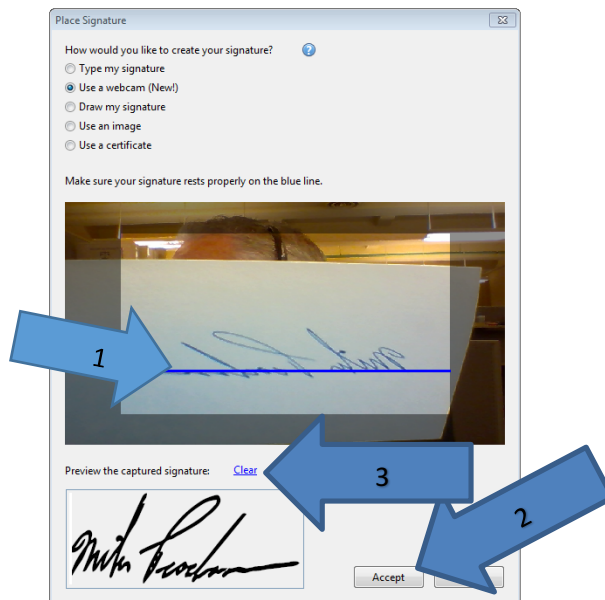 Place Signature
How would you like to create your signature?
Type my signature
Use a webcam (New!)
Draw my signature
Use an image
Use a certificate
Make sure your signature rests properly on the blue line.
1
Preview the captured signature: Clear
3
2
Accept